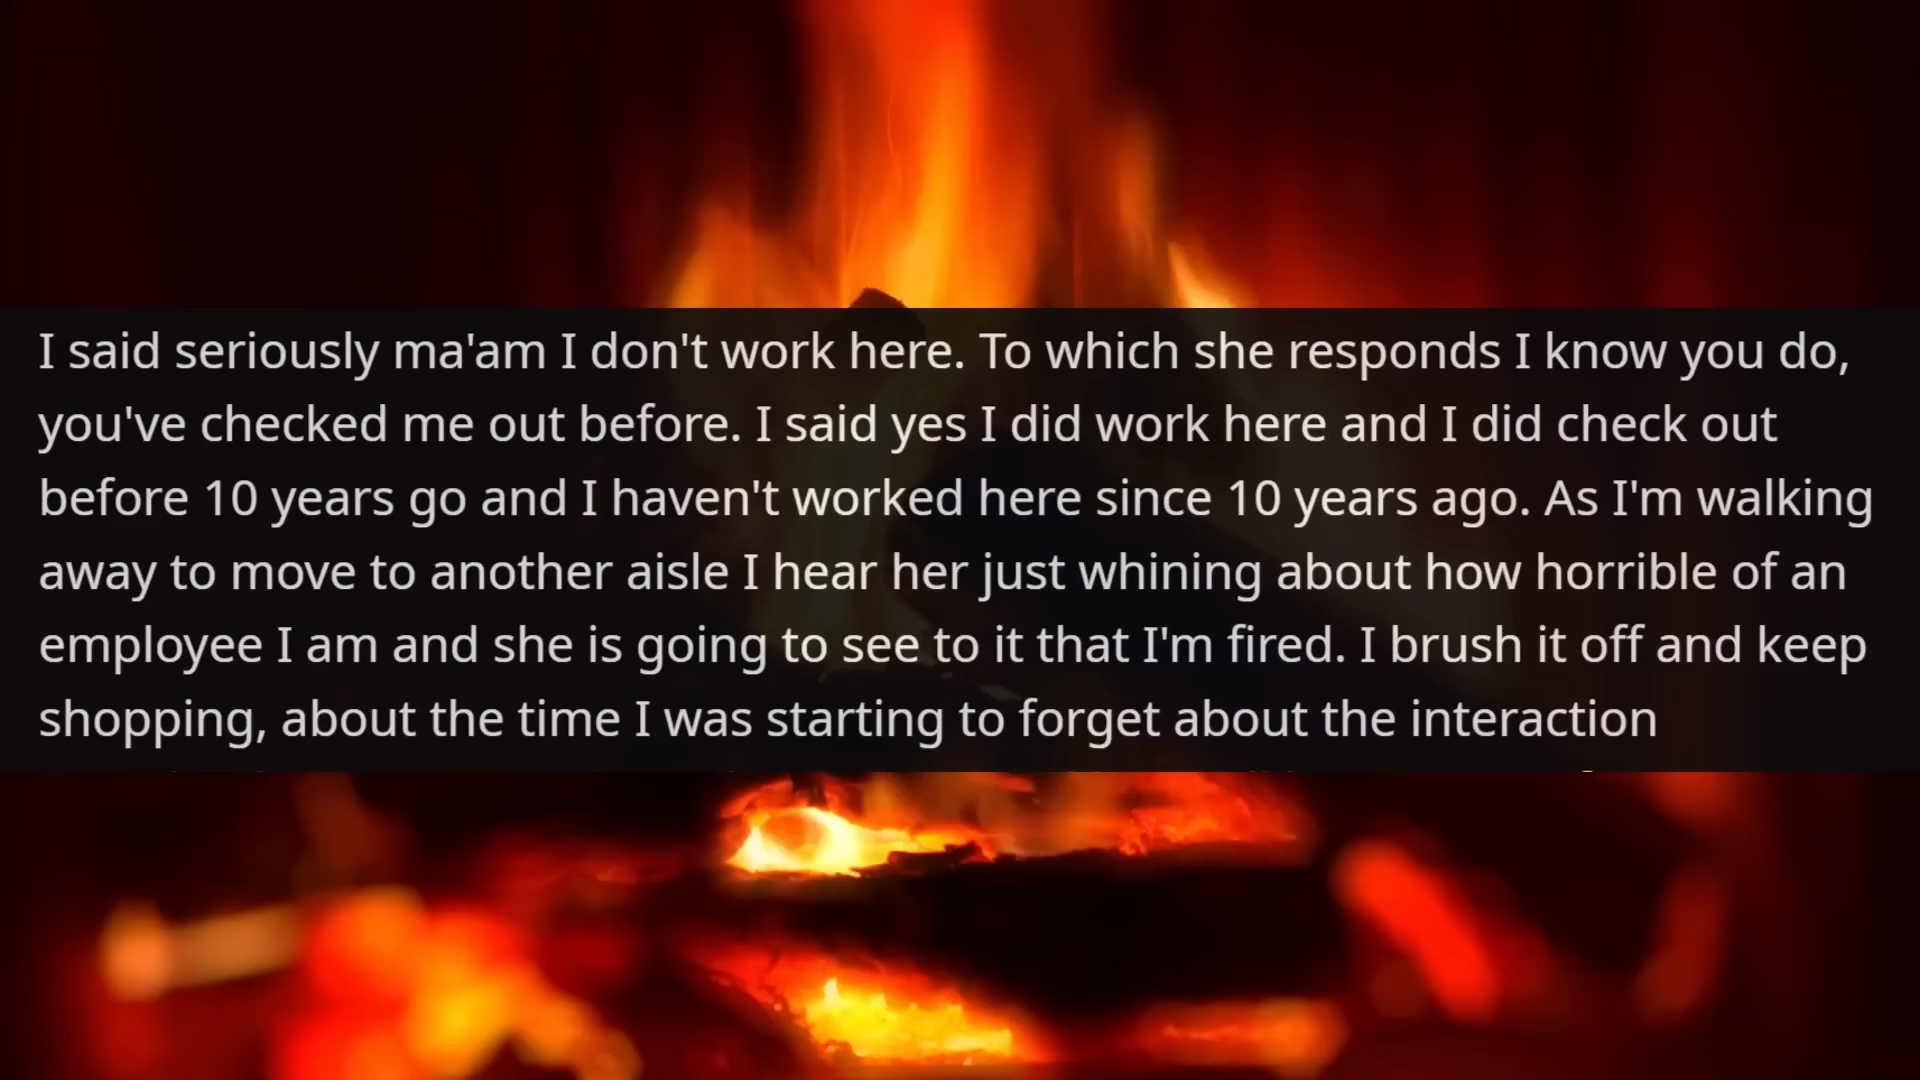 I said seriously ma'am I don't work here. To which she responds I know you do,
you've checked me out before. I said yes I did work here and I did check out
before 10 years go and I haven't worked here since 10 years ago. As I'm walking
away to move to another aisle I hear her just whining about how horrible of an
employee I am and she is going to see to it that I'm fired. I brush it off and keep
shopping, about the time I was starting to forget about the interaction